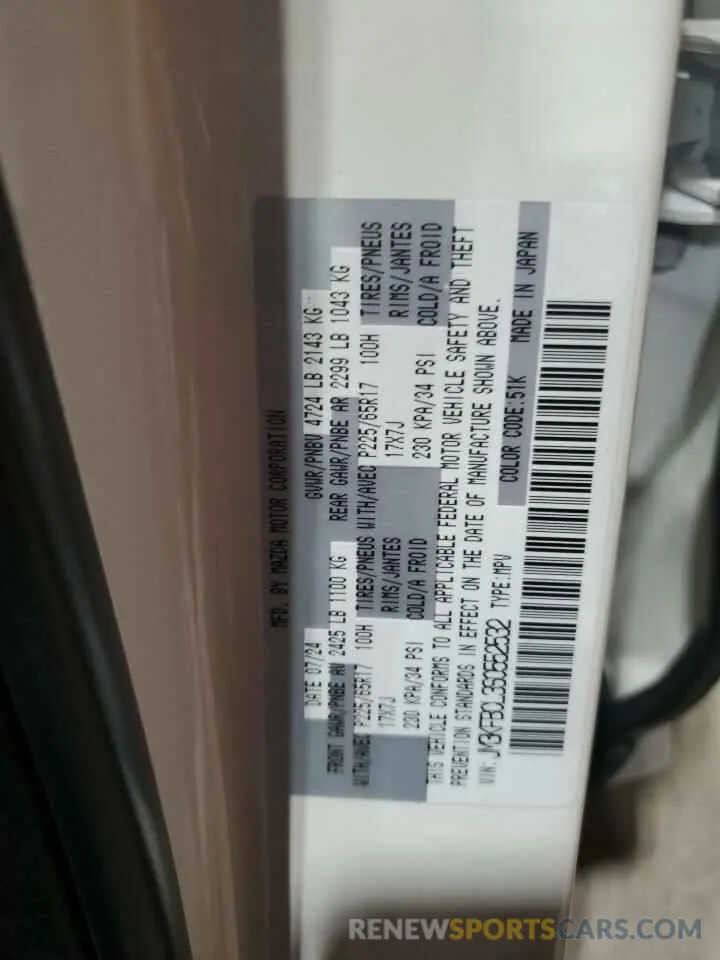 MFD. BY MAZDA MOTOR CORPORATION
DATE 07/24 GVWR/PNBV 4724 LB 2143 KG
FRONT GAWR/PNBE AV 2425 LB 1100 KG REAR GAWR/PNBE AR 2299 LB 1043 KG
WITH/AVEC P225/65R17 100H TIRES/PNEUS WITH/AVEC P225/65R17 100H TIRES/PNEUS
17X7J RIMS/JANTES 17X7J RIMS/JANTES
230 KPA/34 PSI COLD/A FROID 230 KPA/34 PSI COLD/A FROID
THIS VEHICLE CONFORMS TO ALL APPLICABLE FEDERAL MOTOR VEHICLE SAFETY AND THEFT
PREVENTION STANDARDS IN EFFECT ON THE DATE OF MANUFACTURE SHOWN ABOVE.
VIN: JM3KFBCL3S0562532 TYPE:MPV COLOR CODE:51K MADE IN JAPAN
RENEWSPORTSCARS.COM